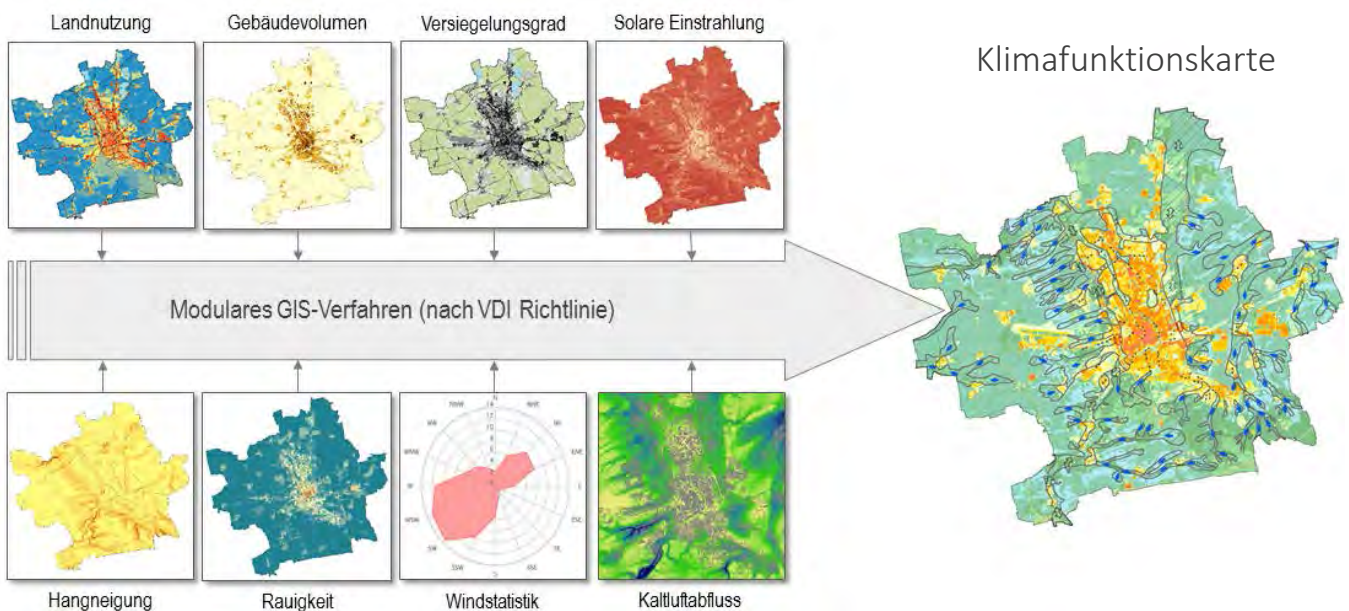 Landnutzung
Gebäudevolumen
Versiegelungsgrad
Solare Einstrahlung
Klimafunktionskarte
Modulares GIS-Verfahren (nach VDI Richtlinie)
Hangneigung
Rauigkeit
Windstatistik
Kaltluftabfluss